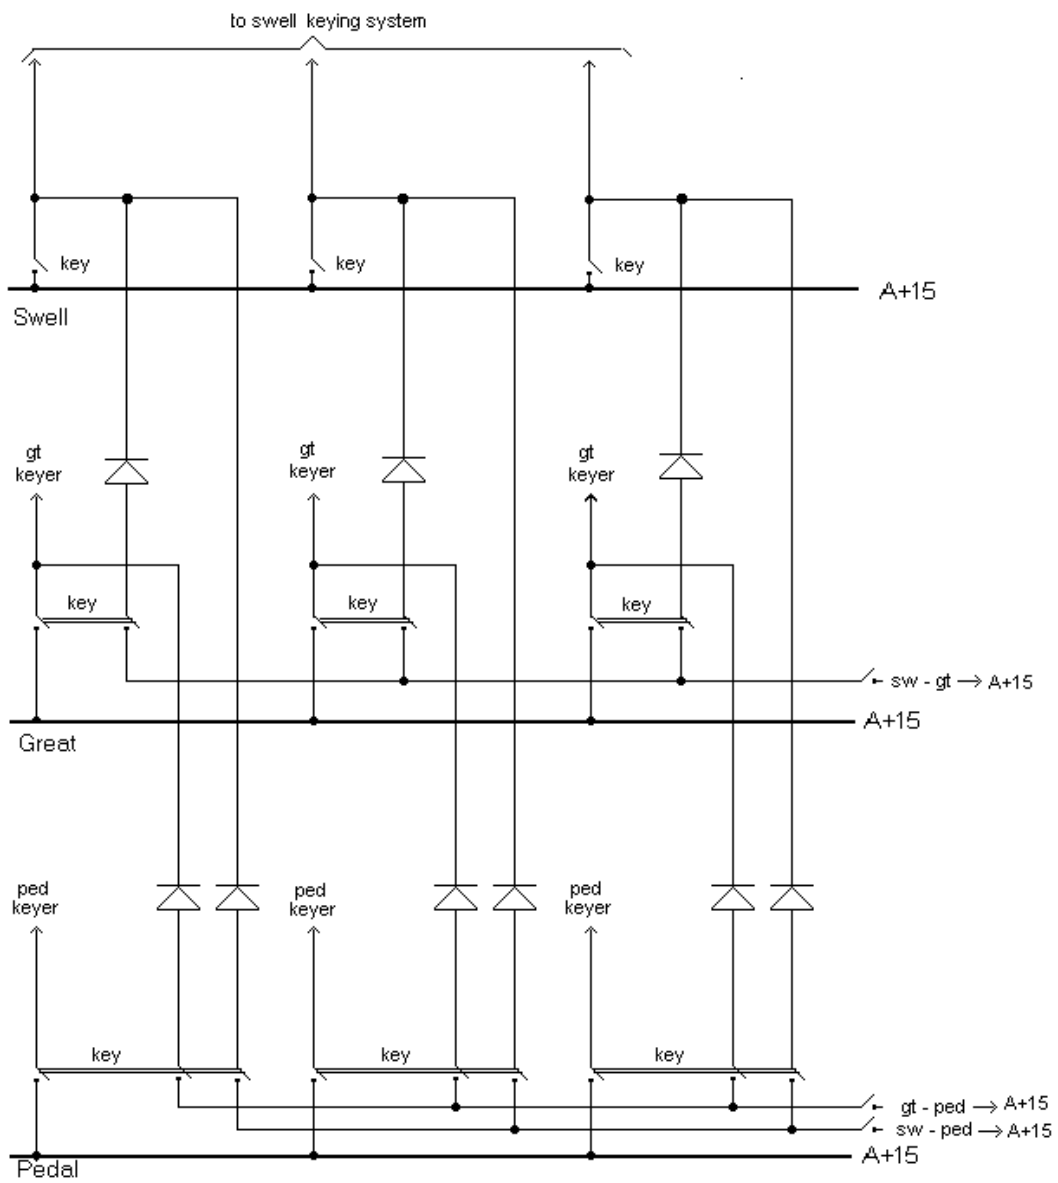 to swell keying system
key
key
key
A+15
Swell
gt
keyer
gt
keyer
gt
keyer
key
key
key
sw - gt → A+15
A+15
Great
ped
keyer
ped
keyer
ped
keyer
key
key
key
gt - ped → A+15
sw - ped → A+15
A+15
Pedal